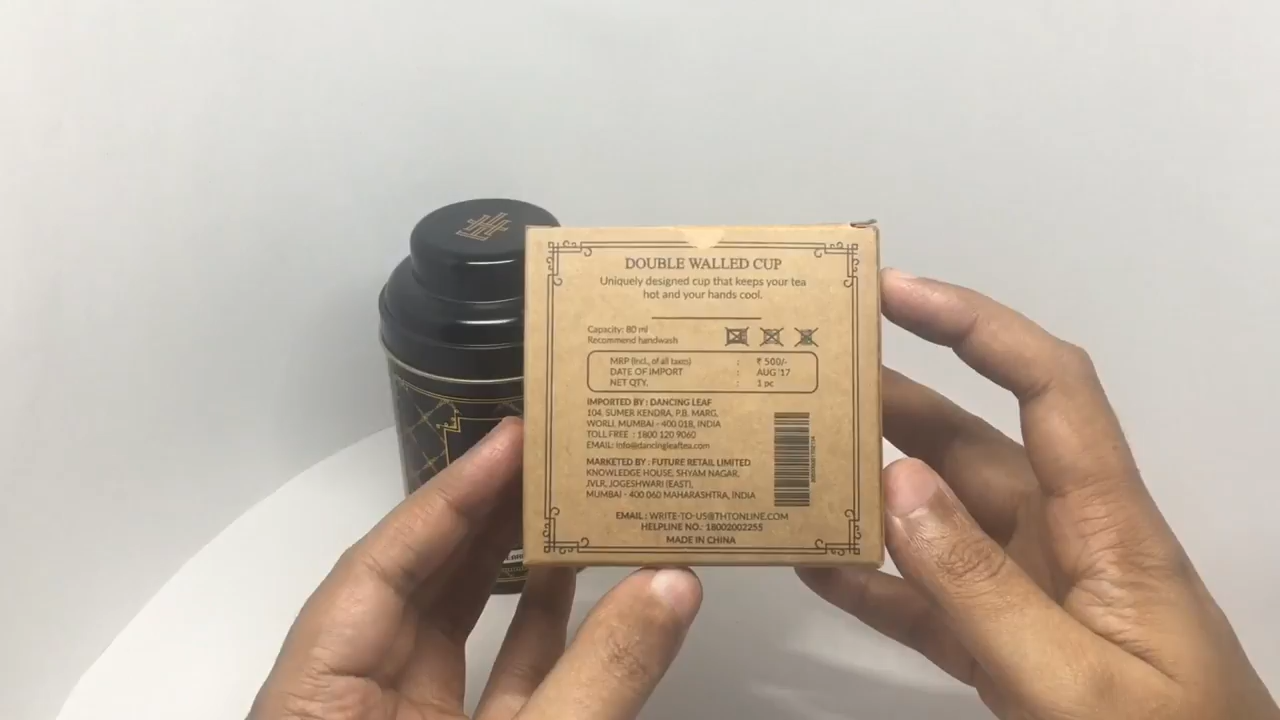 DOUBLE WALLED CUP
Uniquely designed cup that keeps your tea
hot and your hands cool.
Capacity: 80 ml
Recommend handwash
MRP (Incl. of all taxes) : ₹ 500/-
DATE OF IMPORT : AUG '17
NET QTY. : 1 pc
IMPORTED BY : DANCING LEAF
104, SUMER KENDRA, P.B. MARG,
WORLI, MUMBAI - 400 018, INDIA
TOLL FREE : 1800 120 9060
EMAIL: info@dancingleaftea.com
MARKETED BY : FUTURE RETAIL LIMITED
KNOWLEDGE HOUSE, SHYAM NAGAR,
JVLR, JOGESHWARI (EAST),
MUMBAI - 400 060 MAHARASHTRA, INDIA
EMAIL : WRITE-TO-US@THTONLINE.COM
HELPLINE NO.: 18002002255
MADE IN CHINA